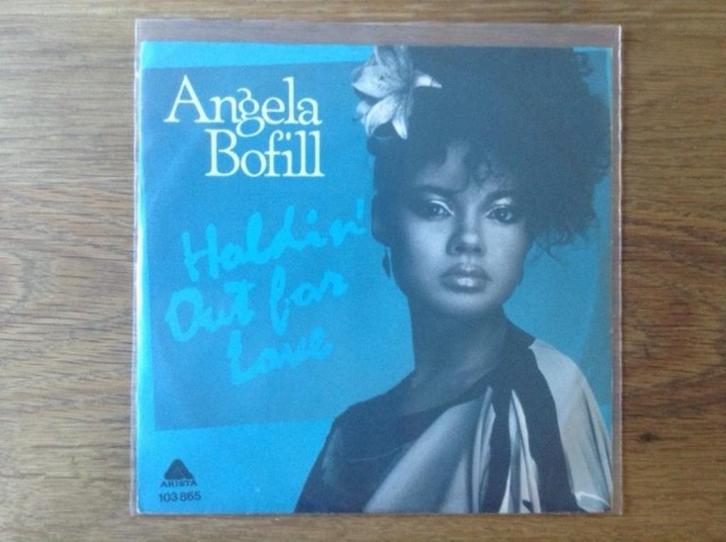 Angela
Bofill
Holdin'
Out for
Love
ARISTA
103 865